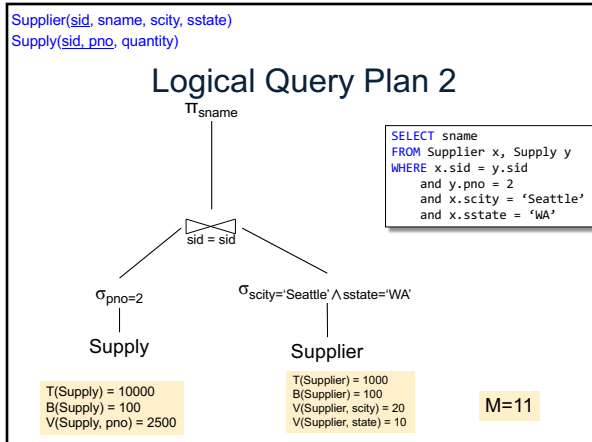 Supplier(sid, sname, scity, sstate)
Supply(sid, pno, quantity)
Logical Query Plan 2
Πsname
SELECT sname
FROM Supplier x, Supply y
WHERE x.sid = y.sid
and y.pno = 2
and x.scity = ‘Seattle’
and x.sstate = ‘WA’
sid = sid
σpno=2
σscity=‘Seattle’ ∧ sstate=‘WA’
Supply
Supplier
T(Supply) = 10000
B(Supply) = 100
V(Supply, pno) = 2500
T(Supplier) = 1000
B(Supplier) = 100
V(Supplier, scity) = 20
V(Supplier, state) = 10
M=11